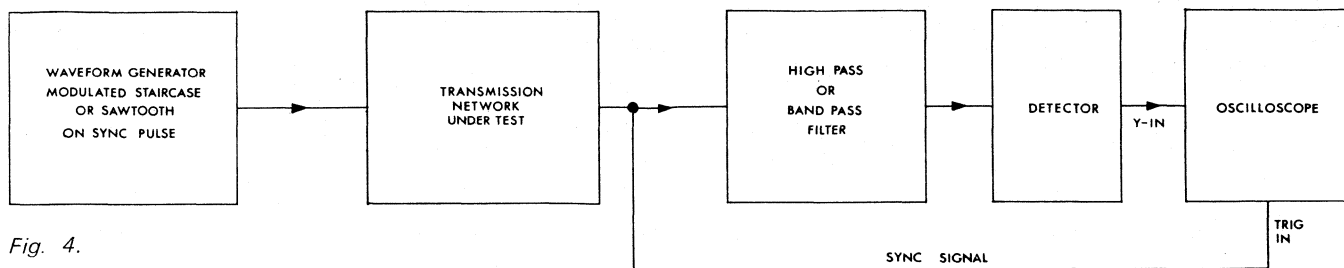 WAVEFORM GENERATOR
MODULATED STAIRCASE
OR SAWTOOTH
ON SYNC PULSE
TRANSMISSION
NETWORK
UNDER TEST
HIGH PASS
OR
BAND PASS
FILTER
DETECTOR
Y-IN
OSCILLOSCOPE
TRIG
IN
SYNC SIGNAL
Fig. 4.